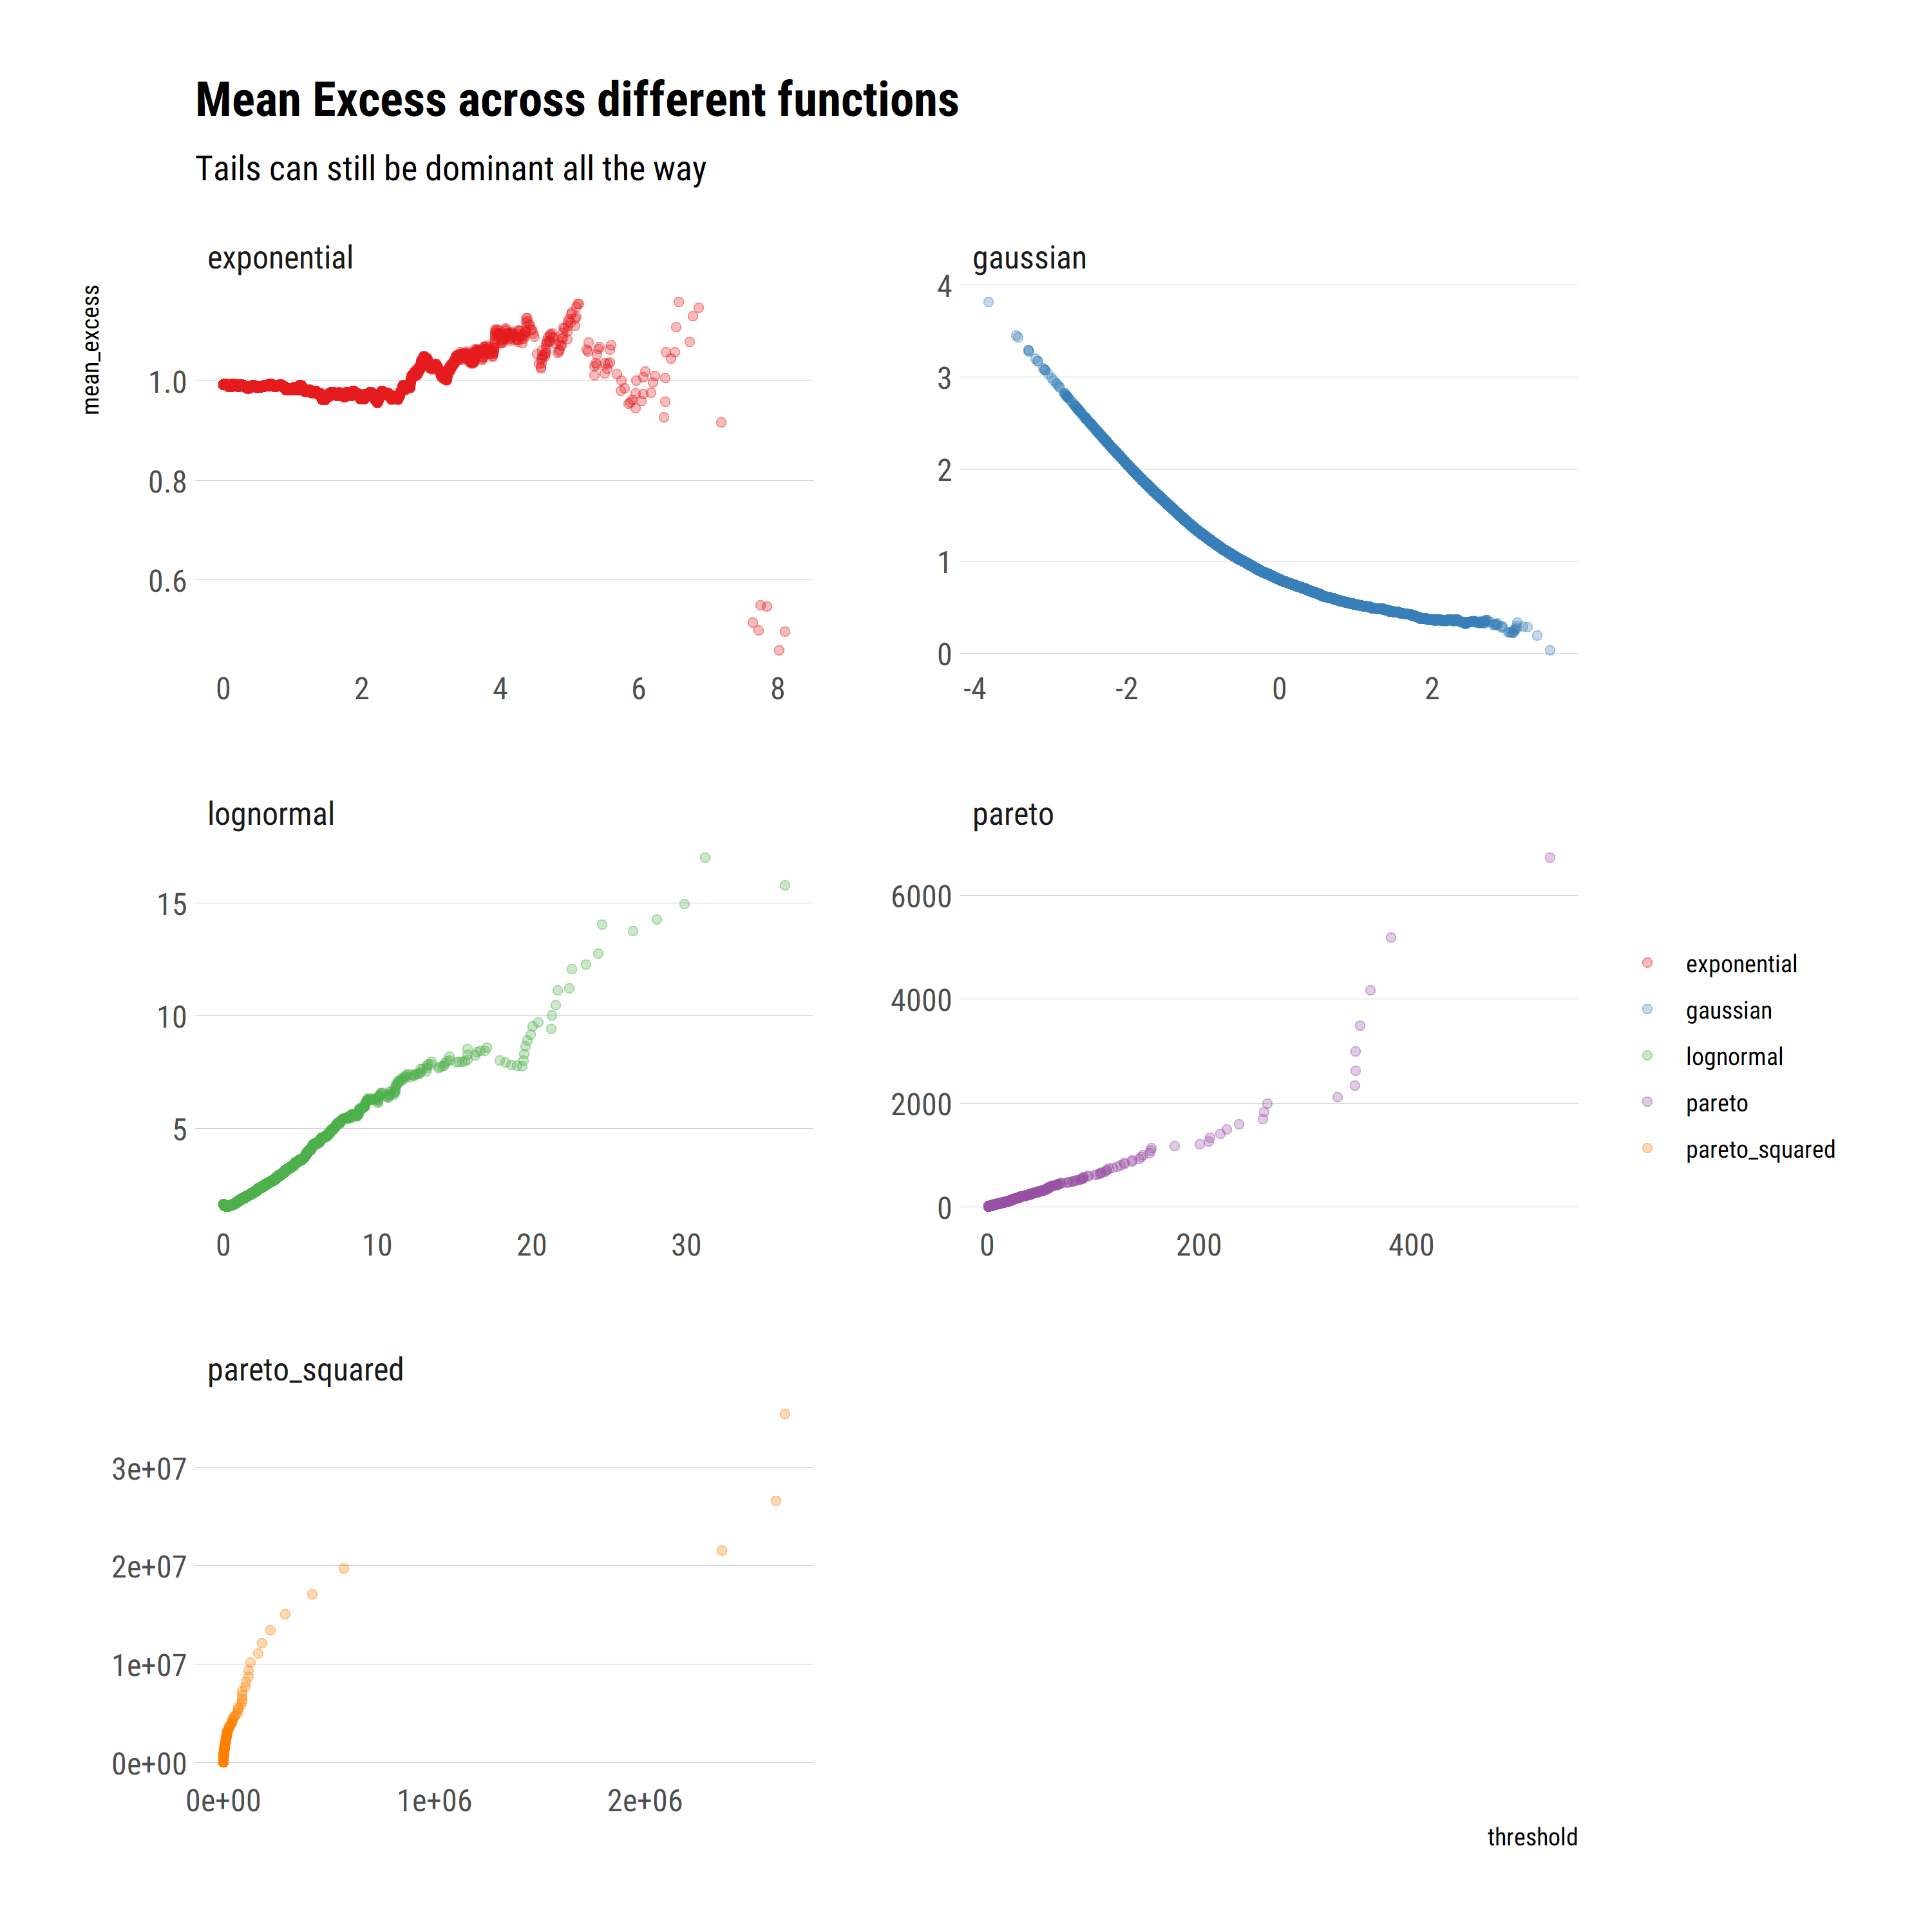 Mean Excess across different functions
Tails can still be dominant all the way
mean_excess
exponential
1.0
0.8
0.6
0 2 4 6 8
gaussian
4
3
2
1
0
-4 -2 0 2
lognormal
15
10
5
0 10 20 30
pareto
6000
4000
2000
0
0 200 400
pareto_squared
3e+07
2e+07
1e+07
0e+00
0e+00 1e+06 2e+06
threshold
exponential
gaussian
lognormal
pareto
pareto_squared